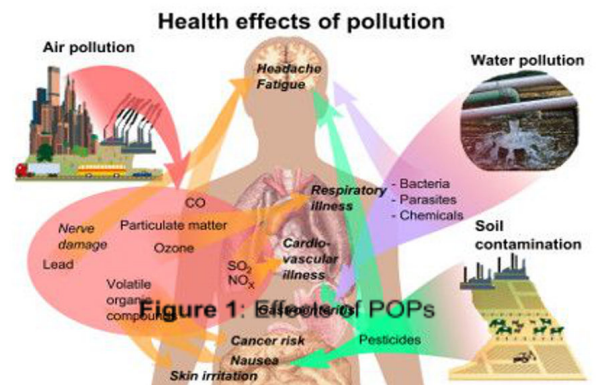 Health effects of pollution
Air pollution
Water pollution
Headache
Fatigue
- Bacteria
- Parasites
- Chemicals
Respiratory
illness
CO
Particulate matter
Nerve
damage
Ozone
Lead
Cardio-
vascular
illness
SO2
NOX
Soil
contamination
Volatile
organic
compounds
Gastroenteritis
Figure 1: Effects of POPs
Pesticides
Cancer risk
Nausea
Skin irritation